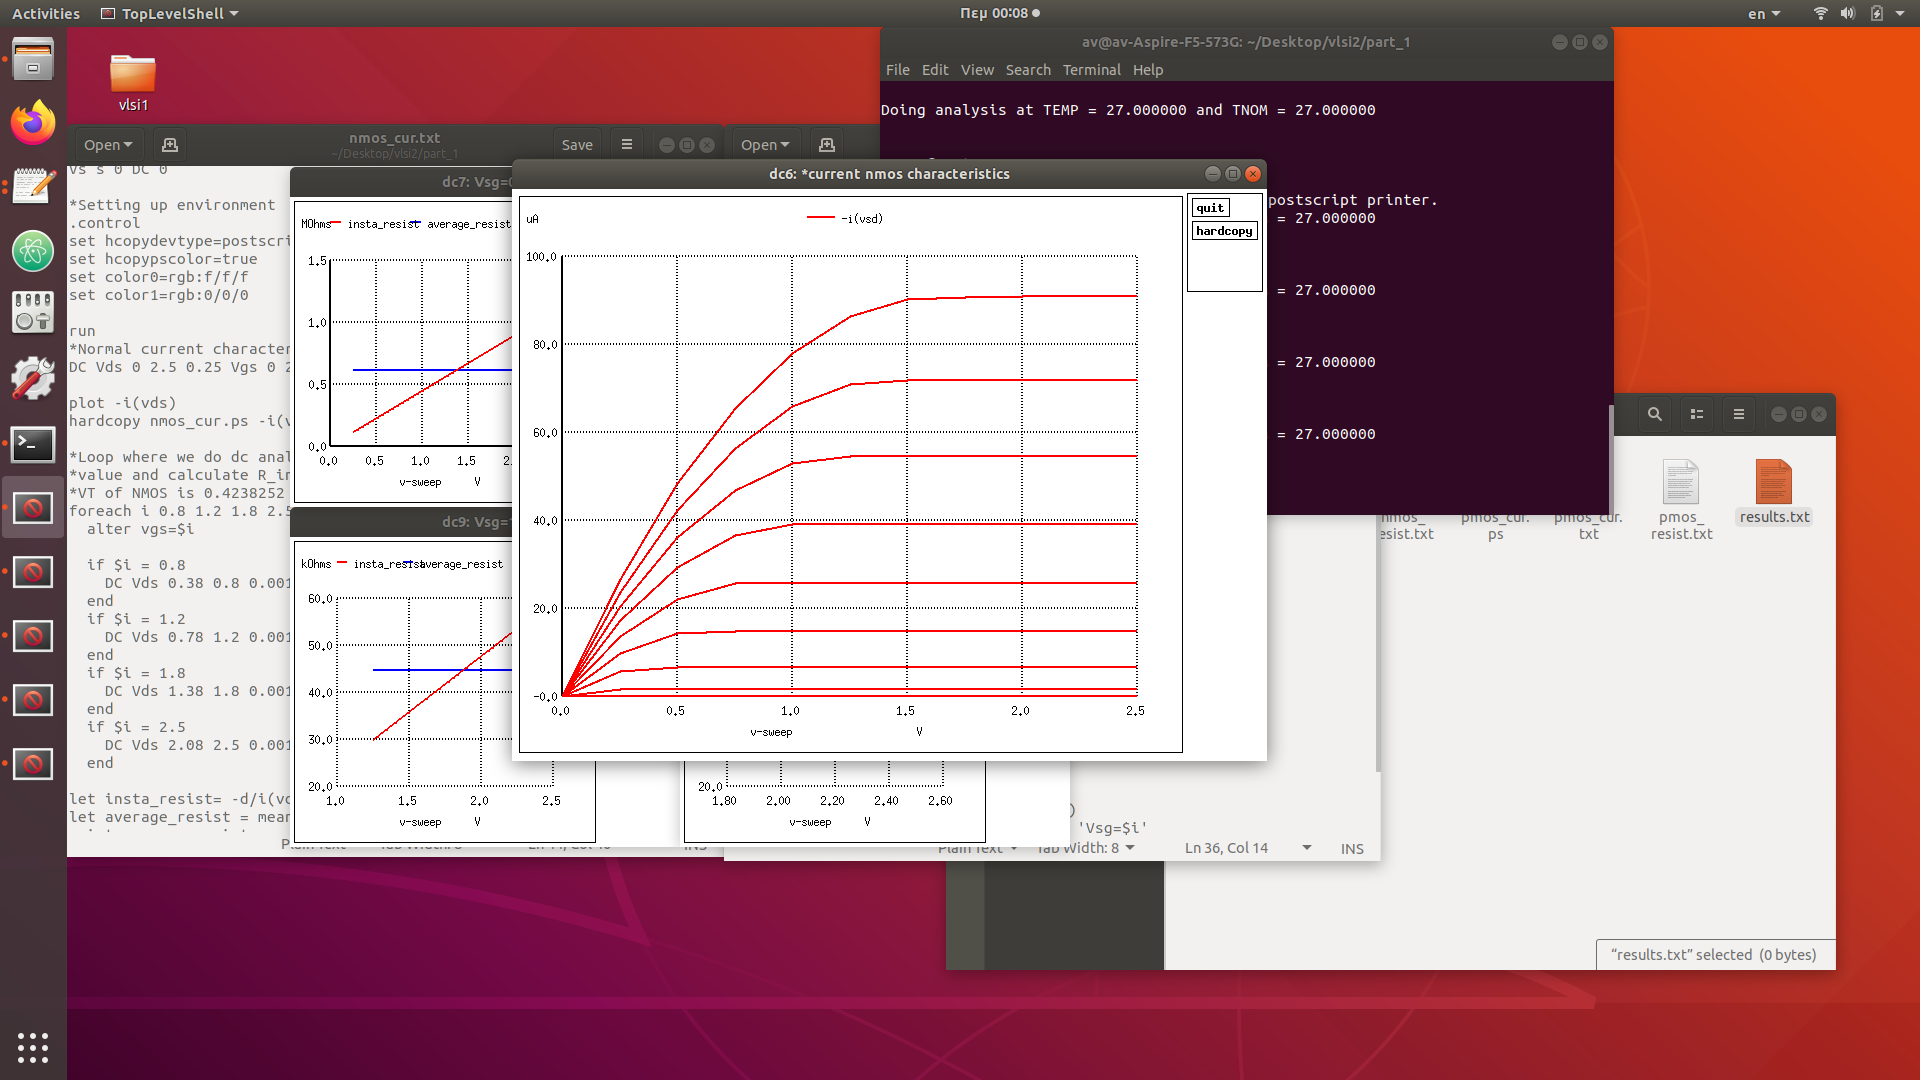 Activities
TopLevelShell
Πεμ 00:08
en
vlsi1
av@av-Aspire-F5-573G: ~/Desktop/vlsi2/part_1
File Edit View Search Terminal Help
Doing analysis at TEMP = 27.000000 and TNOM = 27.000000
postscript printer.
= 27.000000
= 27.000000
= 27.000000
= 27.000000
Open
nmos_cur.txt
~/Desktop/vlsi2/part_1
Save
Open
Vs s 0 DC 0
*Setting up environment
.control
set hcopydevtype=postscri
set hcopypscolor=true
set color0=rgb:f/f/f
set color1=rgb:0/0/0
run
*Normal current character
DC Vds 0 2.5 0.25 Vgs 0 2
plot -i(vds)
hardcopy nmos_cur.ps -i(v
*Loop where we do dc anal
*value and calculate R_in
*VT of NMOS is 0.4238252
foreach i 0.8 1.2 1.8 2.5
alter vgs=$i
if $i = 0.8
DC Vds 0.38 0.8 0.001
end
if $i = 1.2
DC Vds 0.78 1.2 0.001
end
if $i = 1.8
DC Vds 1.38 1.8 0.001
end
if $i = 2.5
DC Vds 2.08 2.5 0.001
end
let insta_resist= -d/i(vd
let average_resist = mean
dc7: Vsg=0
MOhms insta_resist average_resist
1.5
1.0
0.5
0.0
0.0 0.5 1.0 1.5 2.
v-sweep V
dc9: Vsg=1
kOhms insta_resist average_resist
60.0
50.0
40.0
30.0
20.0
1.0 1.5 2.0 2.5
v-sweep V
dc6: *current nmos characteristics
uA
-i(vsd)
quit
hardcopy
100.0
80.0
60.0
40.0
20.0
-0.0
0.0 0.5 1.0 1.5 2.0 2.5
v-sweep V
20.0
1.80 2.00 2.20 2.40 2.60
v-sweep V
)
'Vsg=$i'
Plain Text Tab Width: 8 Ln 36, Col 14 INS
nmos_
esist.txt
pmos_cur.
ps
pmos_cur.
txt
pmos_
resist.txt
results.txt
“results.txt” selected (0 bytes)